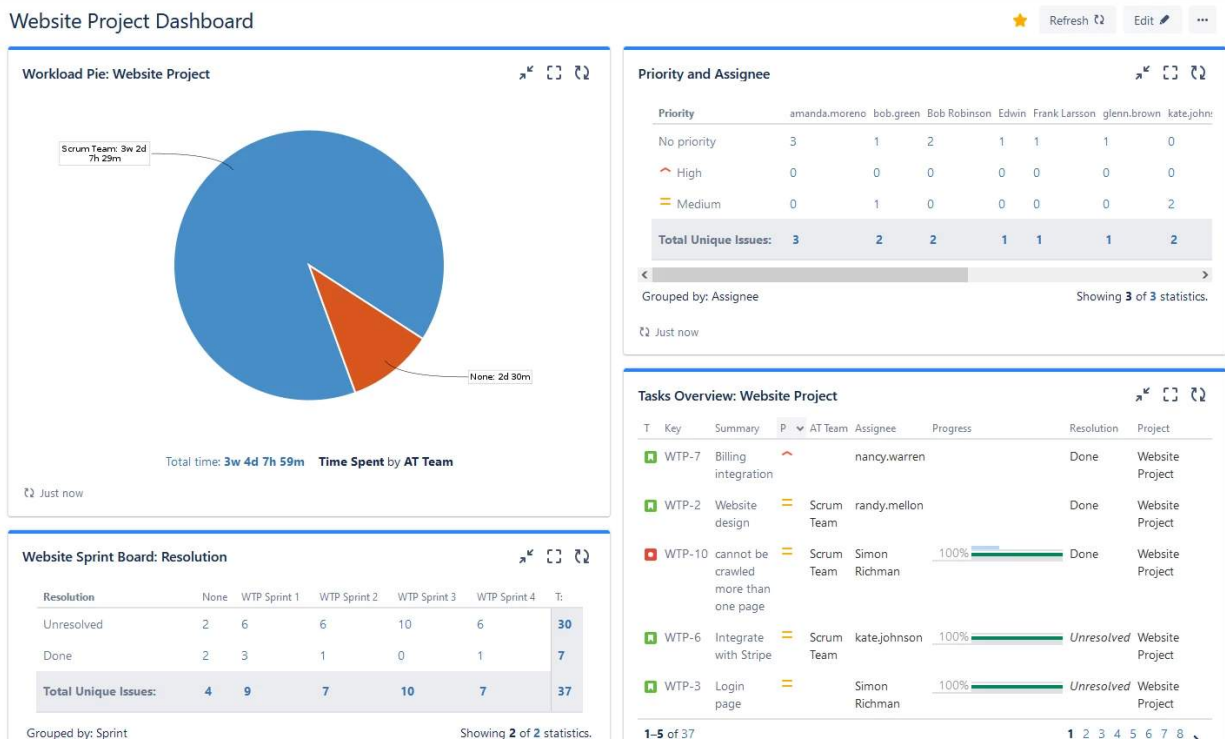 Website Project Dashboard
Refresh
Edit
Workload Pie: Website Project
Scrum Team: 3w 2d
7h 29m
None: 2d 30m
Total time: 3w 4d 7h 59m Time Spent by AT Team
Just now
Website Sprint Board: Resolution
Resolution None WTP Sprint 1 WTP Sprint 2 WTP Sprint 3 WTP Sprint 4 T:
Unresolved 2 6 6 10 6 30
Done 2 3 1 0 1 7
Total Unique Issues: 4 9 7 10 7 37
Grouped by: Sprint Showing 2 of 2 statistics.
Priority and Assignee
Priority amanda.moreno bob.green Bob Robinson Edwin Frank Larsson glenn.brown kate.johns
No priority 3 1 2 1 1 1 0
High 0 0 0 0 0 0 0
Medium 0 1 0 0 0 0 2
Total Unique Issues: 3 2 2 1 1 1 2
Grouped by: Assignee Showing 3 of 3 statistics.
Just now
Tasks Overview: Website Project
T Key Summary P AT Team Assignee Progress Resolution Project
WTP-7 Billing nancy.warren Done Website
integration Project
WTP-2 Website Scrum randy.mellon Done Website
design Team Project
WTP-10 cannot be Scrum Simon 100% Done Website
crawled Team Richman Project
more than
one page
WTP-6 Integrate Scrum kate.johnson 100% Unresolved Website
with Stripe Team Project
WTP-3 Login Simon 100% Unresolved Website
page Richman Project
1–5 of 37 1 2 3 4 5 6 7 8